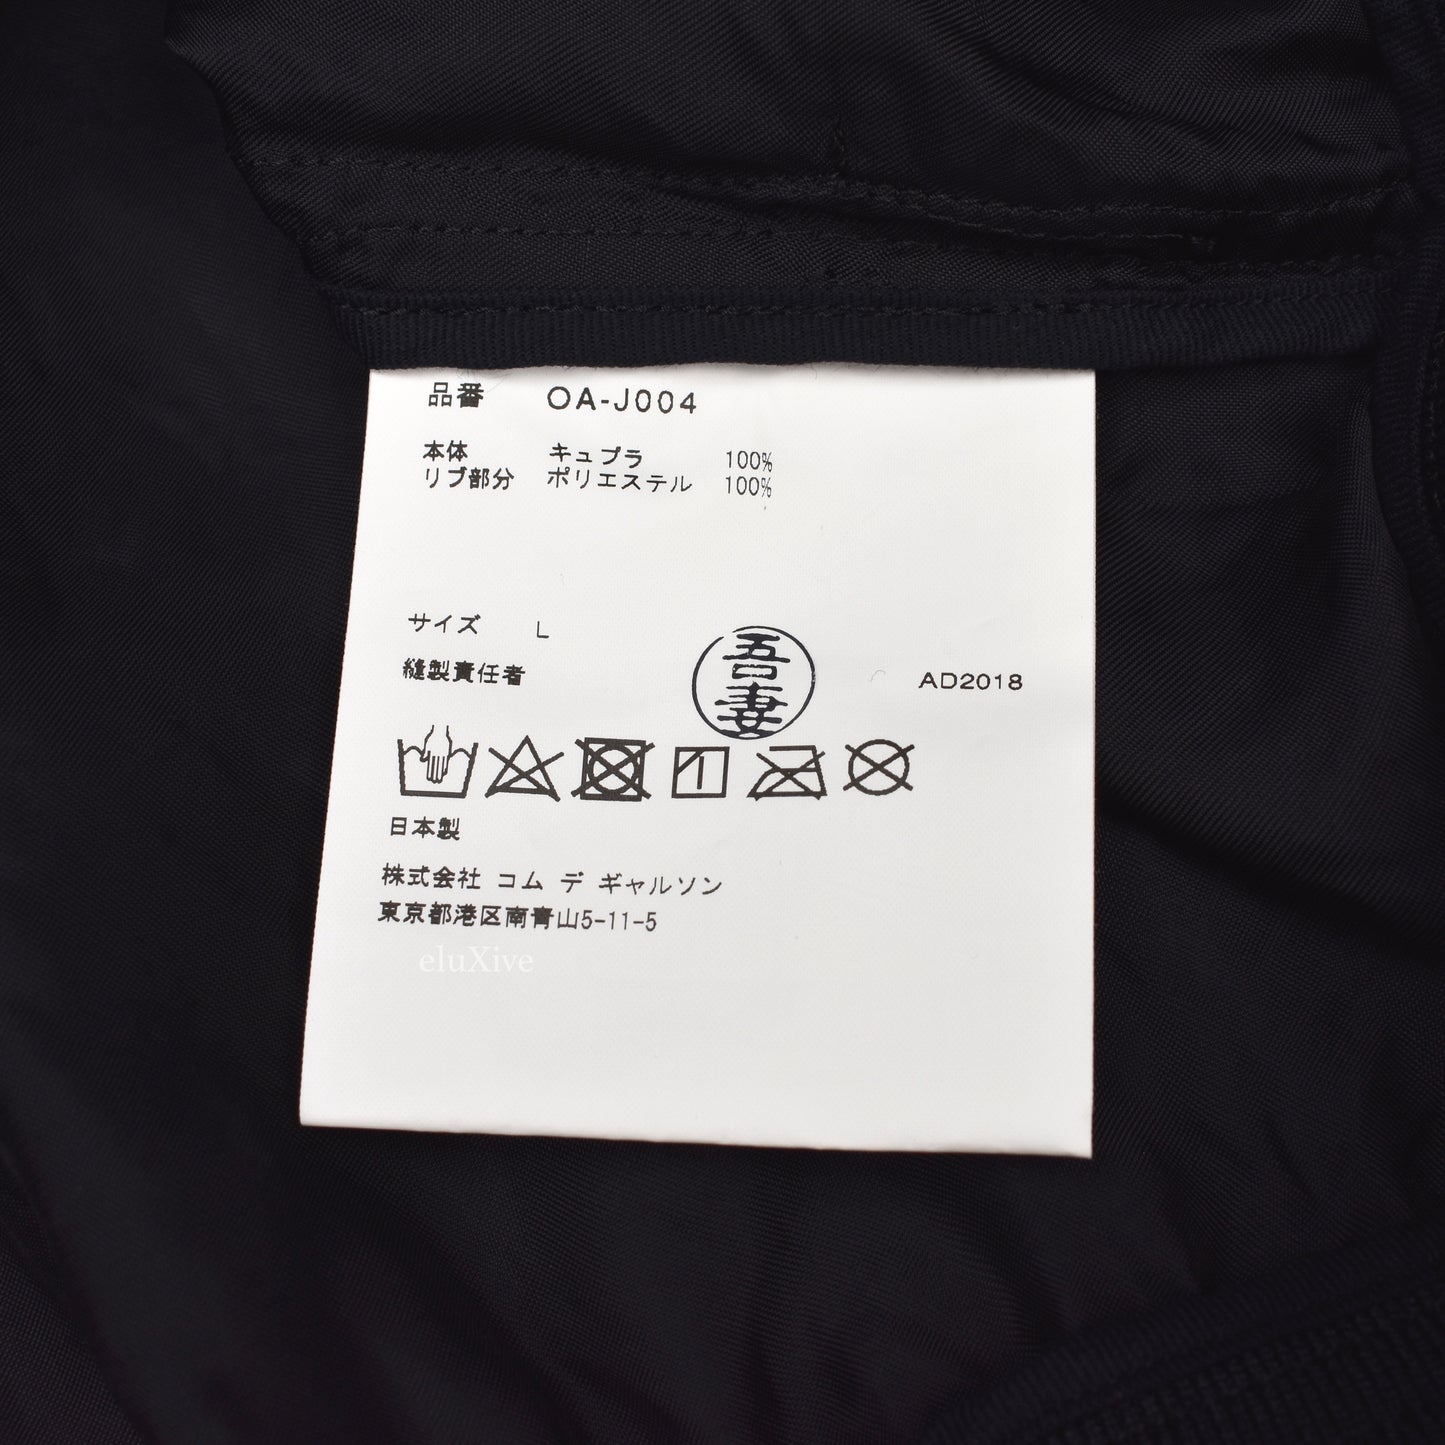 品番 OA-J004
本体 キュプラ 100%
リブ部分 ポリエステル 100%
サイズ L
縫製責任者 吾妻 AD2018
日本製
株式会社 コム デ ギャルソン
東京都港区南青山5-11-5
eluXive